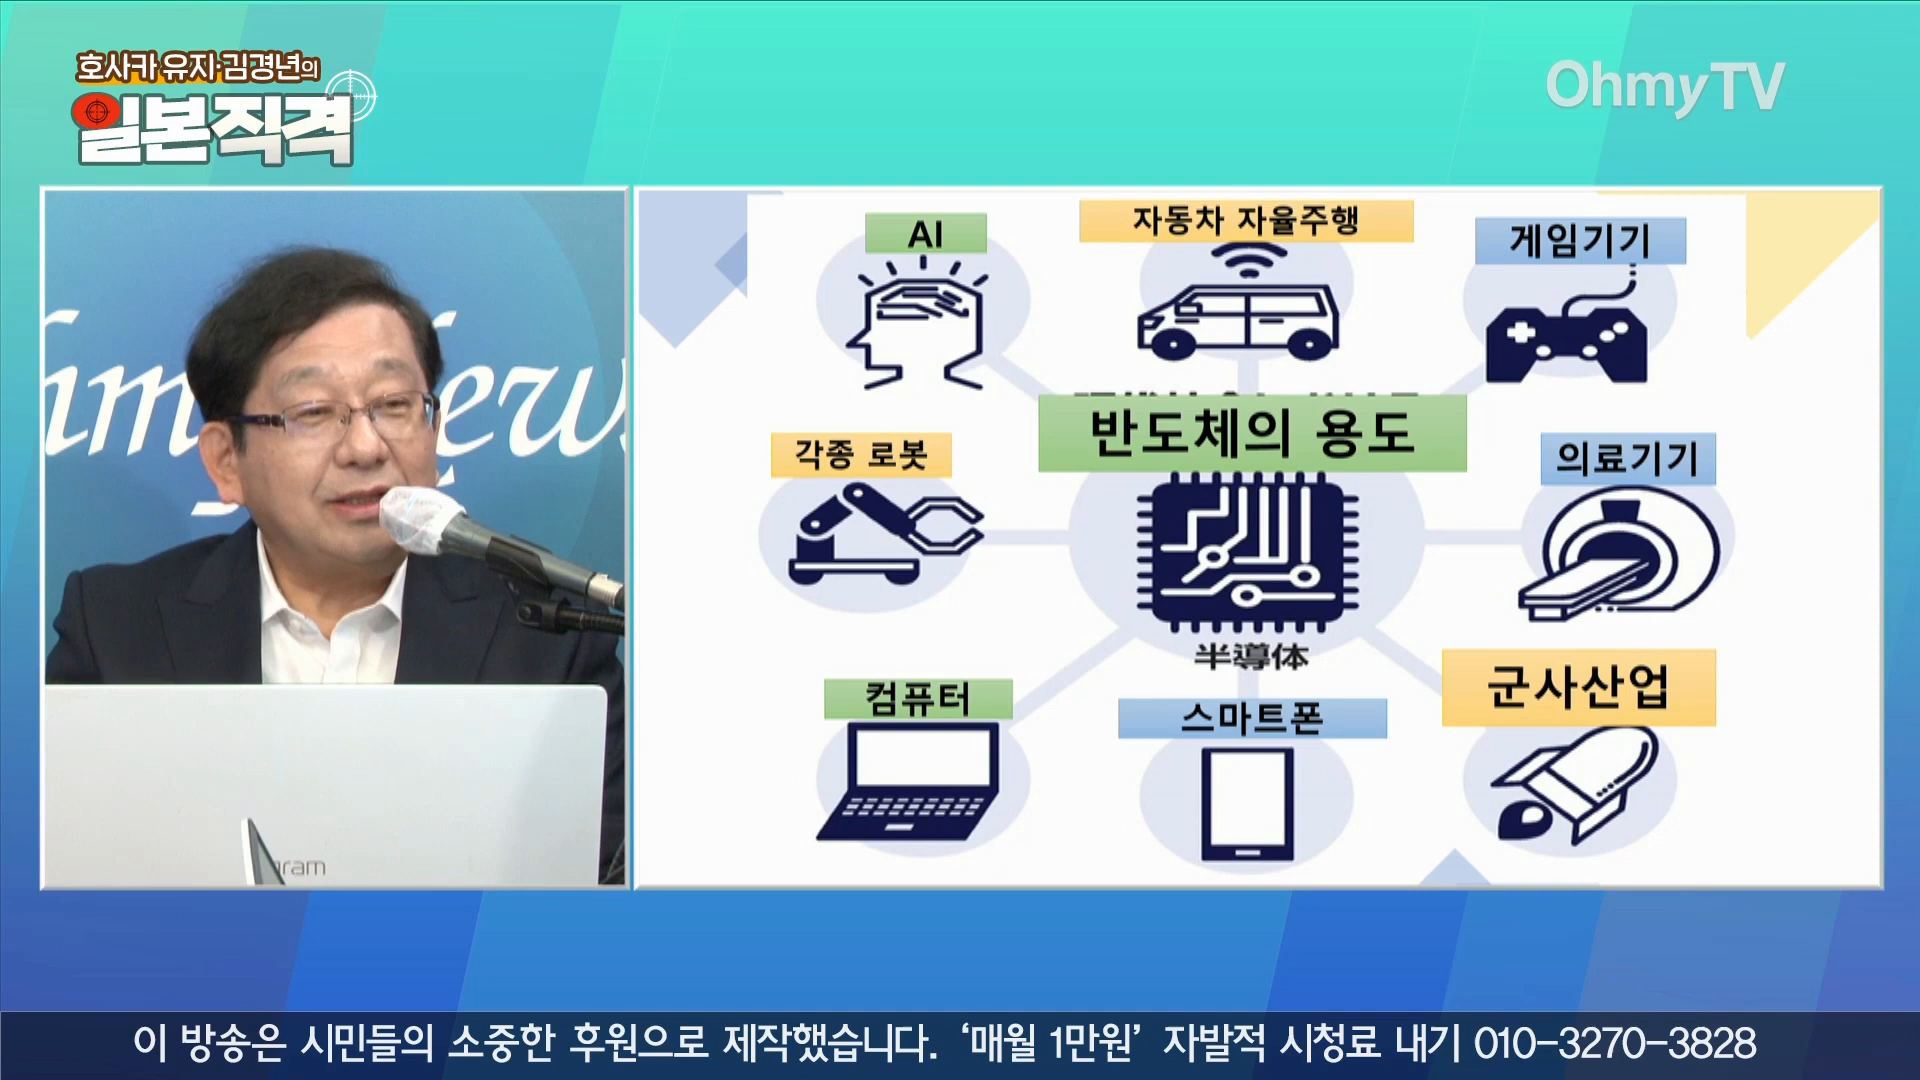 호사카 유지·김경년의
일본 직격
OhmyTV
AI
자동차 자율주행
게임기기
반도체의 용도
각종 로봇
의료기기
半導体
컴퓨터
스마트폰
군사산업
gram
이 방송은 시민들의 소중한 후원으로 제작했습니다. ‘매월 1만원’ 자발적 시청료 내기 010-3270-3828